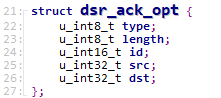 21: struct dsr_ack_opt {
22:     u_int8_t type;
23:     u_int8_t length;
24:     u_int16_t id;
25:     u_int32_t src;
26:     u_int32_t dst;
27: };